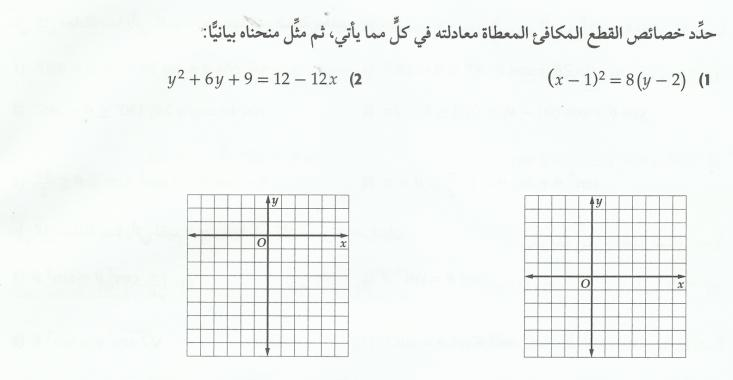 حدِّد خصائص القطع المكافئ المعطاة معادلته في كلٍّ مما يأتي، ثم مثِّل منحناه بيانيًّا:
(1 (x − 1)² = 8(y − 2)
(2 y² + 6y + 9 = 12 − 12x
y
O
x
y
O
x